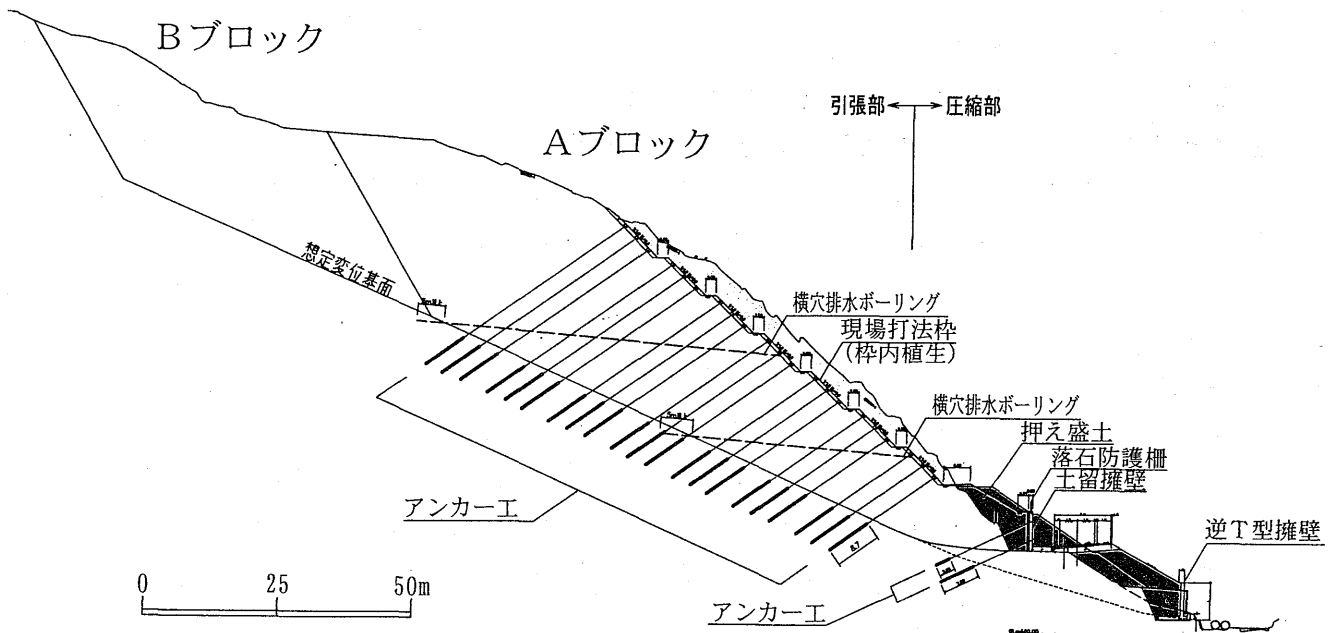 Bブロック
Aブロック
引張部
圧縮部
想定変位基面
横穴排水ボーリング
現場打法枠
(枠内植生)
横穴排水ボーリング
押え盛土
落石防護柵
土留擁壁
逆T型擁壁
アンカー工
8.7
アンカー工
0 25 50m